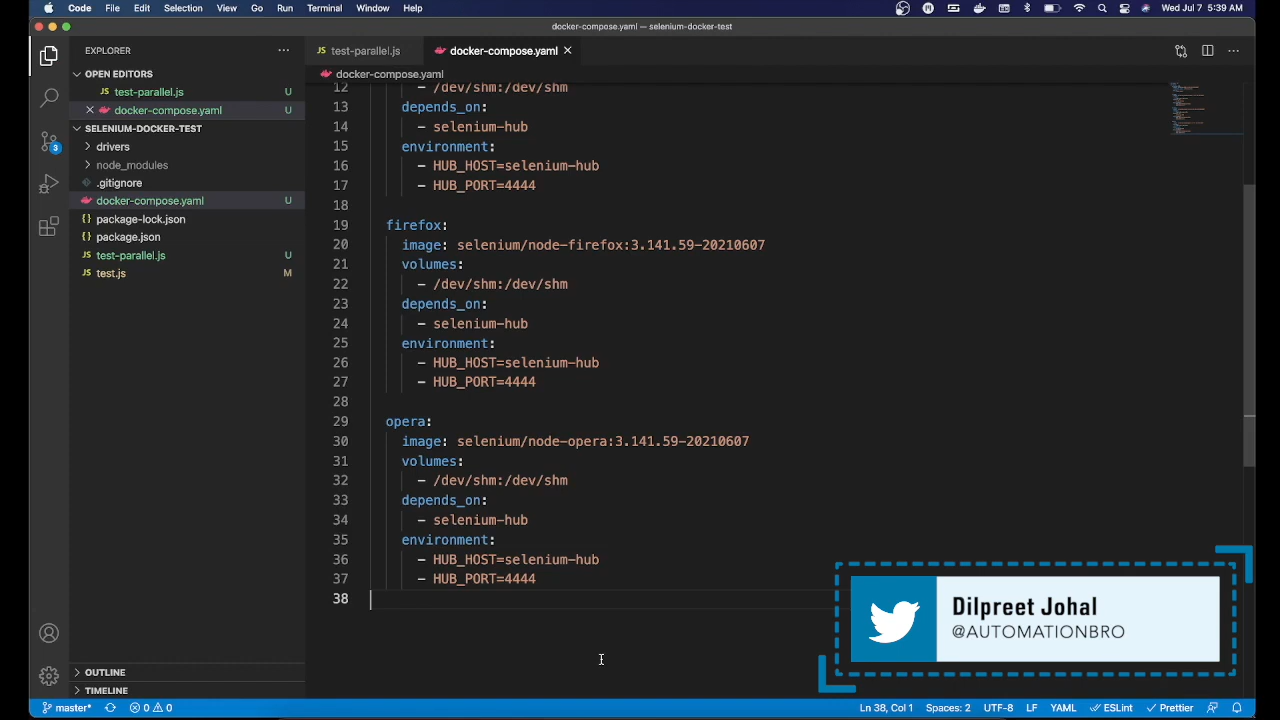 Code File Edit Selection View Go Run Terminal Window Help Wed Jul 7 5:39 AM
docker-compose.yaml — selenium-docker-test
EXPLORER
test-parallel.js docker-compose.yaml
docker-compose.yaml
OPEN EDITORS
test-parallel.js U
docker-compose.yaml U
SELENIUM-DOCKER-TEST
drivers
node_modules
.gitignore
docker-compose.yaml U
package-lock.json
package.json
test-parallel.js U
test.js M
3
12 - /dev/shm:/dev/shm
13 depends_on:
14 - selenium-hub
15 environment:
16 - HUB_HOST=selenium-hub
17 - HUB_PORT=4444
18
19 firefox:
20 image: selenium/node-firefox:3.141.59-20210607
21 volumes:
22 - /dev/shm:/dev/shm
23 depends_on:
24 - selenium-hub
25 environment:
26 - HUB_HOST=selenium-hub
27 - HUB_PORT=4444
28
29 opera:
30 image: selenium/node-opera:3.141.59-20210607
31 volumes:
32 - /dev/shm:/dev/shm
33 depends_on:
34 - selenium-hub
35 environment:
36 - HUB_HOST=selenium-hub
37 - HUB_PORT=4444
38
Dilpreet Johal
@AUTOMATIONBRO
OUTLINE
TIMELINE
master* 0 0 Ln 38, Col 1 Spaces: 2 UTF-8 LF YAML ESLint Prettier